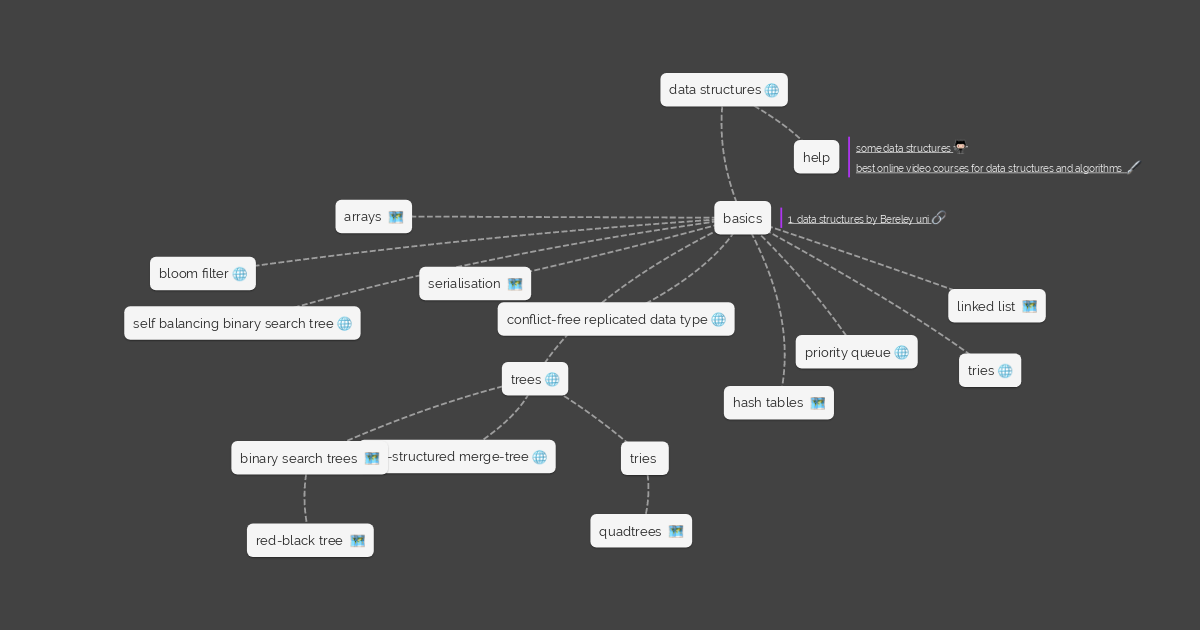 data structures
help
some data structures
best online video courses for data structures and algorithms
arrays
basics
1. data structures by Bereley uni
bloom filter
serialisation
linked list
self balancing binary search tree
conflict-free replicated data type
priority queue
tries
trees
hash tables
binary search trees
-structured merge-tree
tries
red-black tree
quadtrees